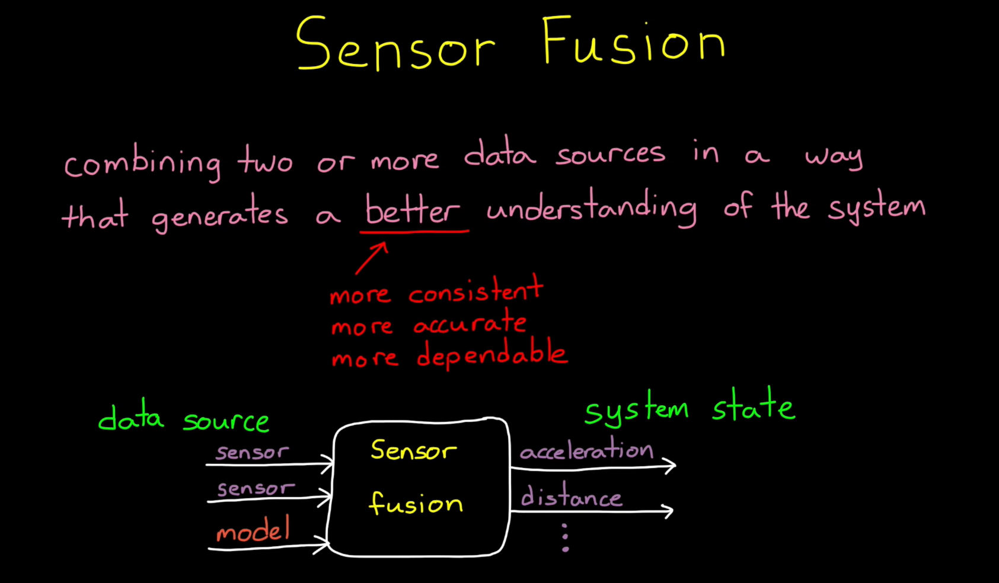 Sensor Fusion
combining two or more data sources in a way
that generates a better understanding of the system
more consistent
more accurate
more dependable
data source
system state
sensor
sensor
model
Sensor
fusion
acceleration
distance